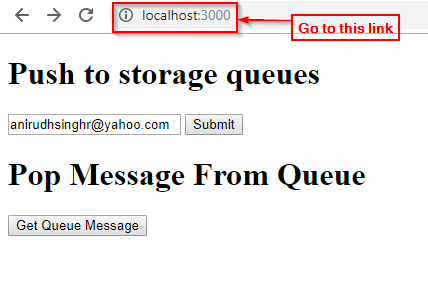 localhost:3000
Go to this link
Push to storage queues
anirudhsinghr@yahoo.com Submit
Pop Message From Queue
Get Queue Message